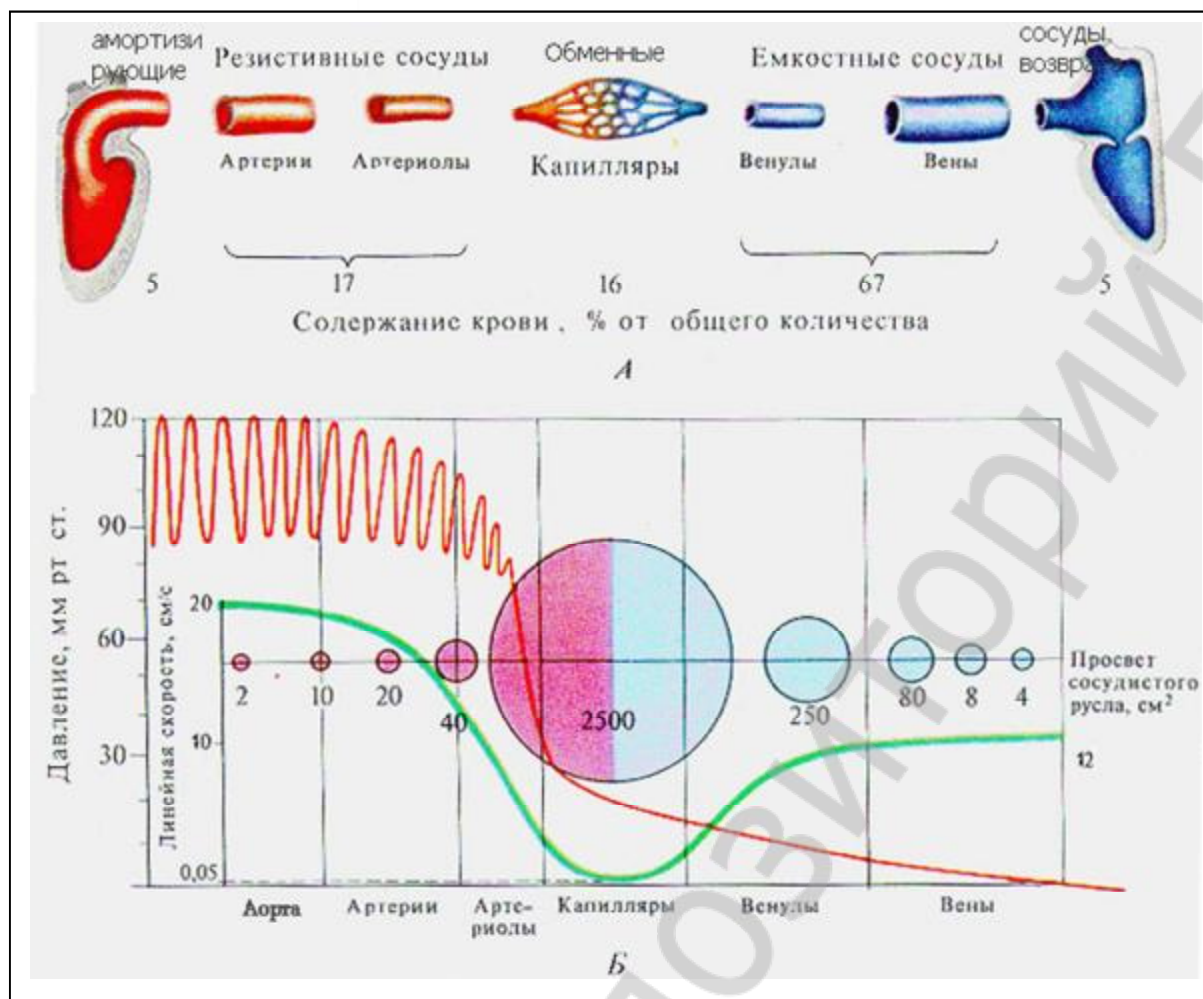 амортизи
рующие
Резистивные сосуды
Обменные
Емкостные сосуды
сосуды,
возвра
Артерии
Артериолы
Капилляры
Венулы
Вены
5
17
16
67
5
Содержание крови, % от общего количества
А
120
90
60
30
Давление, мм рт ст.
20
10
0,05
Линейная скорость, см/с
2
10
20
40
2500
250
80
8
4
Просвет
сосудистого
русла, см²
12
Аорта
Артерии
Арте-
риолы
Капилляры
Венулы
Вены
Б